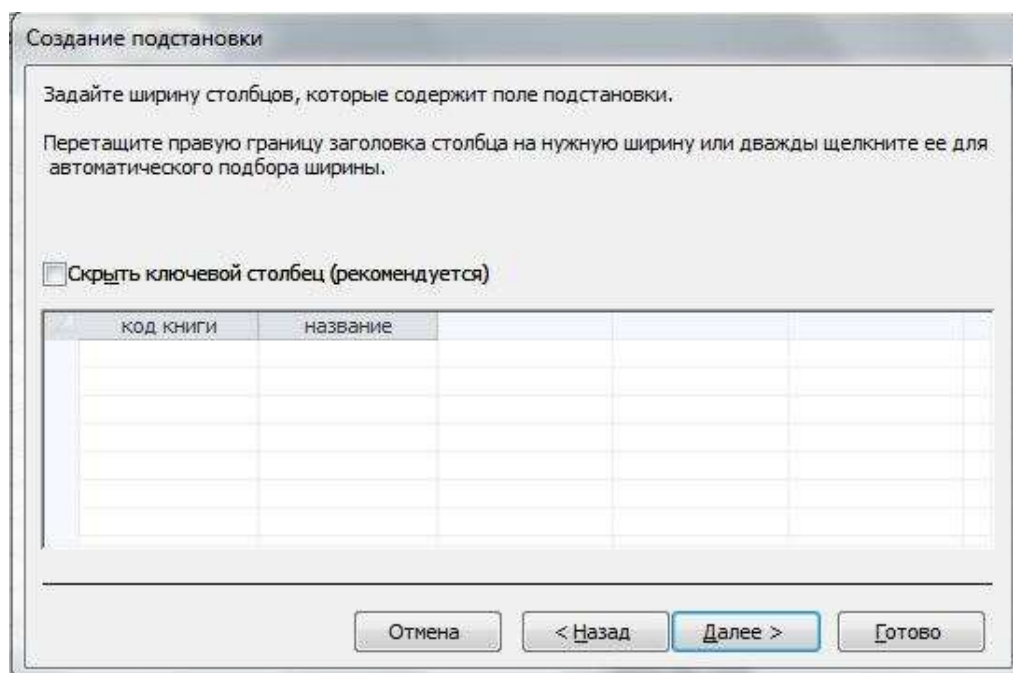 Создание подстановки
Задайте ширину столбцов, которые содержит поле подстановки.
Перетащите правую границу заголовка столбца на нужную ширину или дважды щелкните ее для
автоматического подбора ширины.
Скрыть ключевой столбец (рекомендуется)
код книги название
Отмена < Назад Далее > Готово